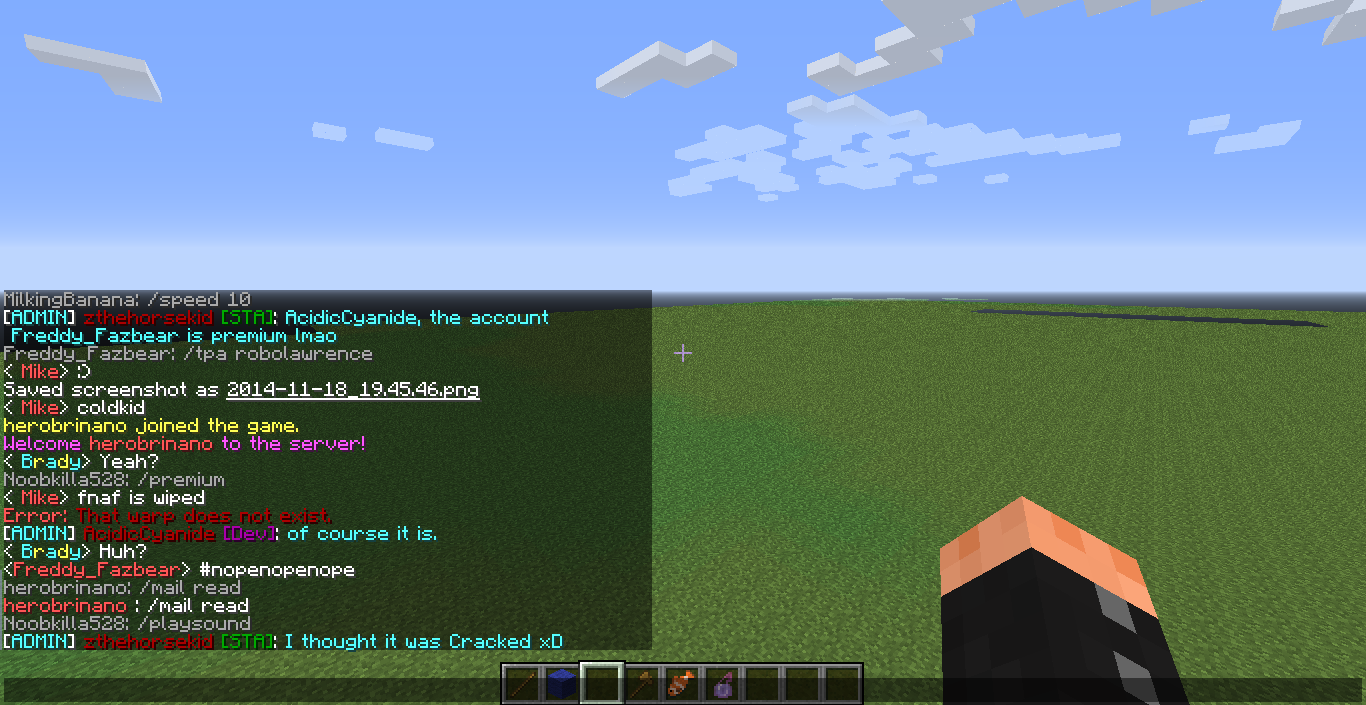 MilkingBanana: /speed 10
[ADMIN] zthehorsekid [STA]: AcidicCyanide, the account
Freddy_Fazbear is premium lmao
Freddy_Fazbear: /tpa robolawrence
< Mike> :D
Saved screenshot as 2014-11-18_19.45.46.png
< Mike> coldkid
herobrinano joined the game.
Welcome herobrinano to the server!
< Brady> Yeah?
Noobkilla528: /premium
< Mike> fnaf is wiped
Error: That warp does not exist.
[ADMIN] AcidicCyanide [Dev]: of course it is.
< Brady> Huh?
<Freddy_Fazbear> #nopenopenope
herobrinano: /mail read
herobrinano : /mail read
Noobkilla528: /playsound
[ADMIN] zthehorsekid [STA]: I thought it was Cracked xD